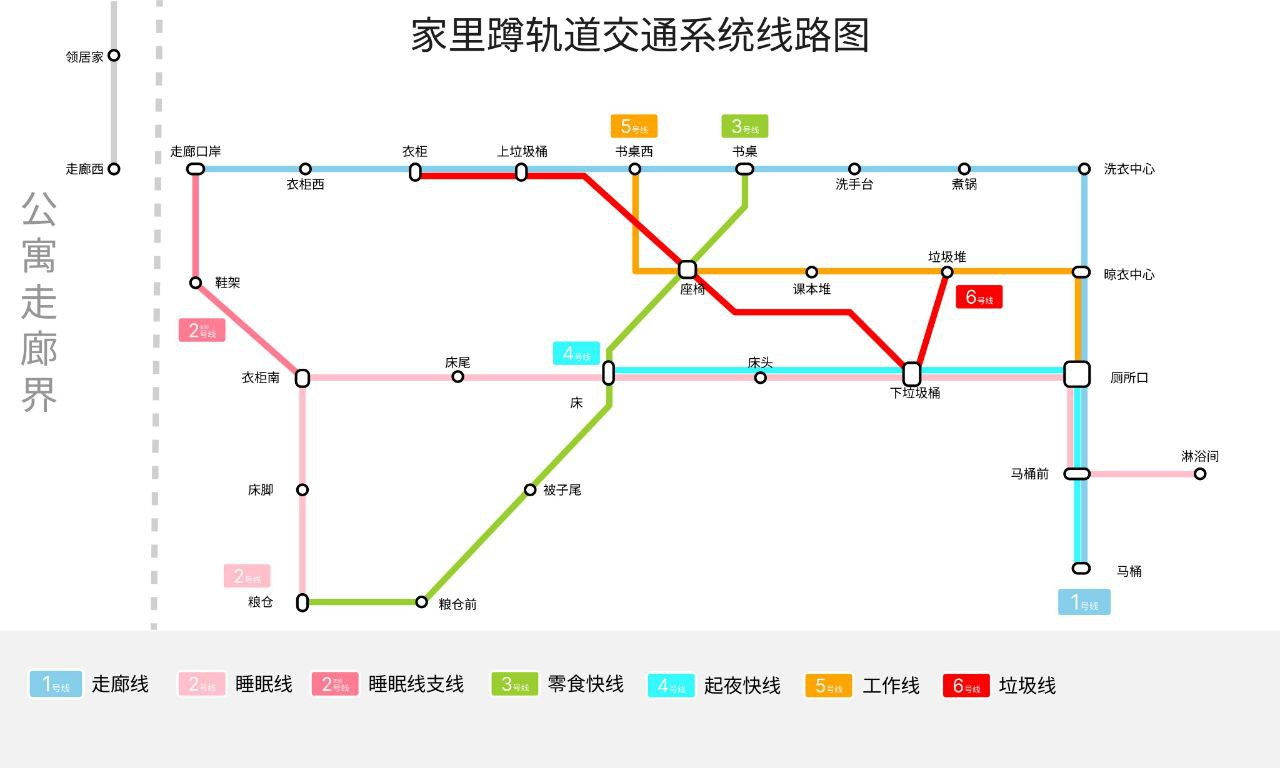 家里蹲轨道交通系统线路图
领居家
走廊西
公寓走廊界
5号线
3号线
走廊口岸
衣柜
上垃圾桶
书桌西
书桌
衣柜西
洗手台
煮锅
洗衣中心
垃圾堆
鞋架
座椅
课本堆
晾衣中心
6号线
2支线号线
4号线
床尾
床头
衣柜南
厕所口
下垃圾桶
床
淋浴间
马桶前
床脚
被子尾
2号线
马桶
粮仓
粮仓前
1号线
1号线 走廊线 2号线 睡眠线 2支线号线 睡眠线支线 3号线 零食快线 4号线 起夜快线 5号线 工作线 6号线 垃圾线